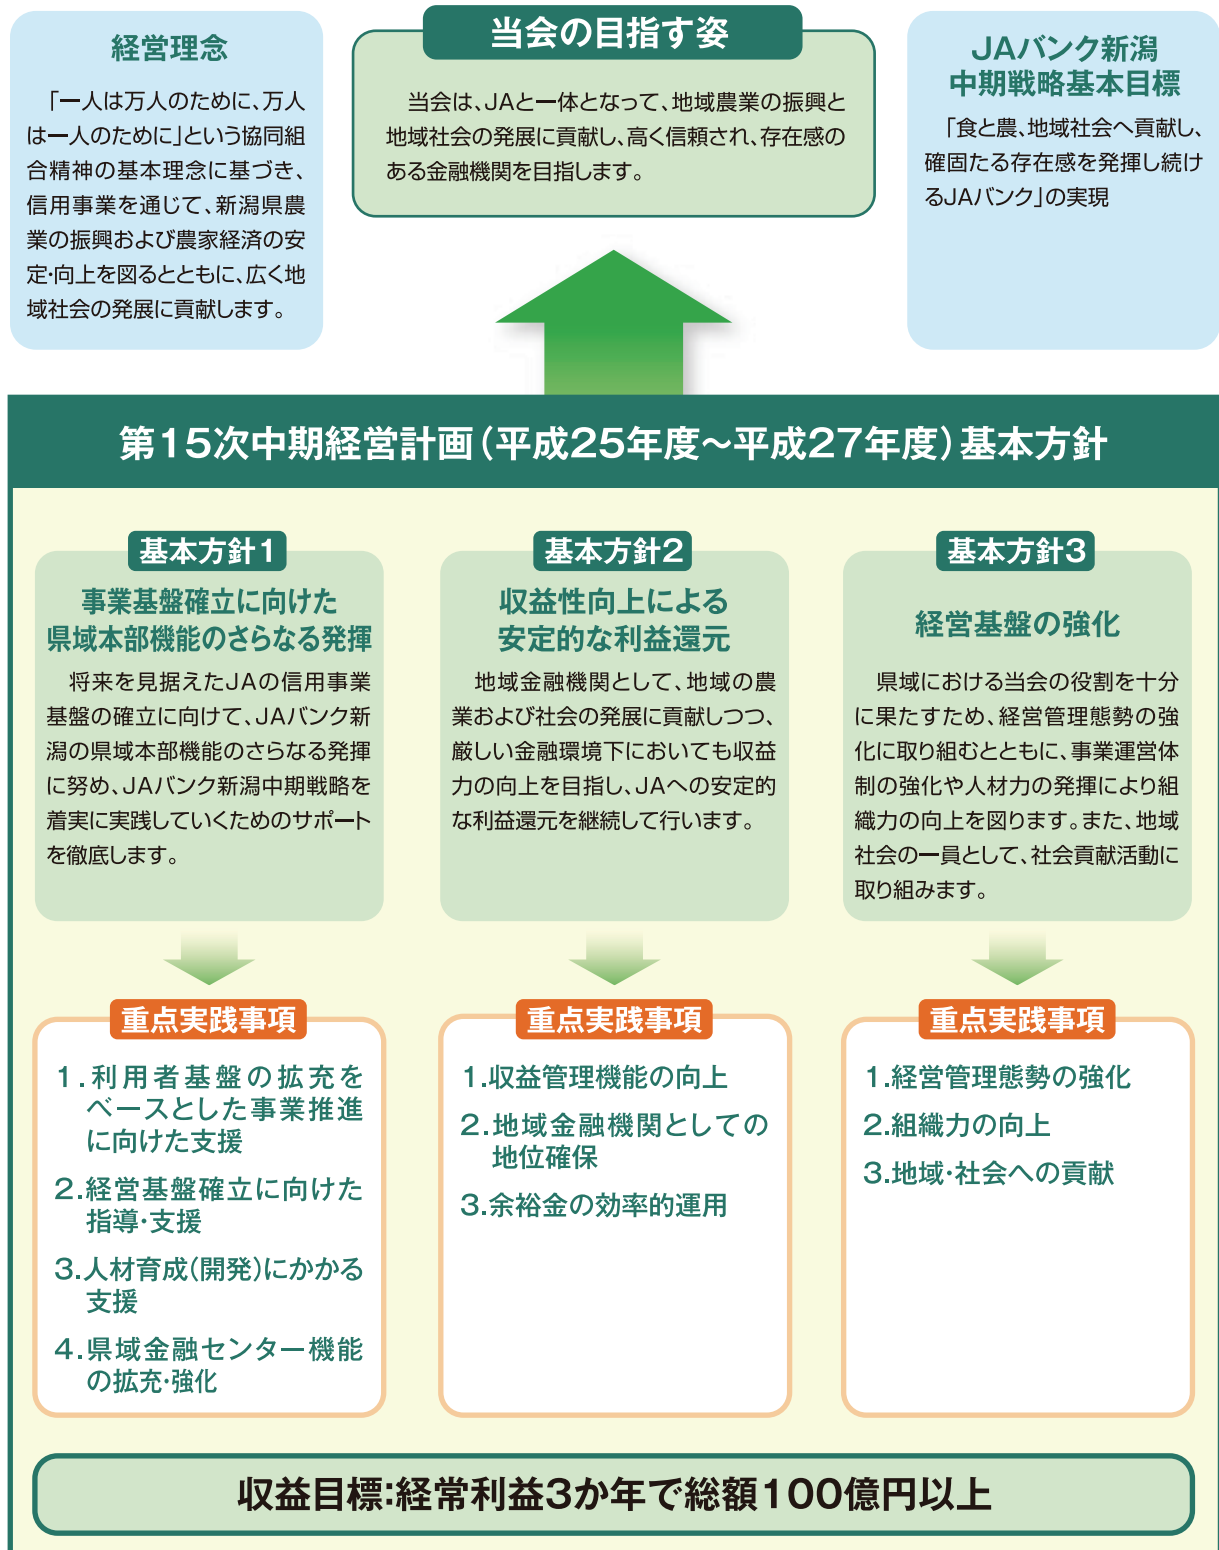 経営理念
「一人は万人のために、万人
は一人のために」という協同組
合精神の基本理念に基づき、
信用事業を通じて、新潟県農
業の振興および農家経済の安
定・向上を図るとともに、広く地
域社会の発展に貢献します。
当会の目指す姿
当会は、JAと一体となって、地域農業の振興と
地域社会の発展に貢献し、高く信頼され、存在感の
ある金融機関を目指します。
JAバンク新潟
中期戦略基本目標
「食と農、地域社会へ貢献し、
確固たる存在感を発揮し続け
るJAバンク」の実現
第15次中期経営計画（平成25年度～平成27年度）基本方針
基本方針1
事業基盤確立に向けた
県域本部機能のさらなる発揮
将来を見据えたJAの信用事業
基盤の確立に向けて、JAバンク新
潟の県域本部機能のさらなる発揮
に努め、JAバンク新潟中期戦略を
着実に実践していくためのサポート
を徹底します。
基本方針2
収益性向上による
安定的な利益還元
地域金融機関として、地域の農
業および社会の発展に貢献しつつ、
厳しい金融環境下においても収益
力の向上を目指し、JAへの安定的
な利益還元を継続して行います。
基本方針3
経営基盤の強化
県域における当会の役割を十分
に果たすため、経営管理態勢の強
化に取り組むとともに、事業運営体
制の強化や人材力の発揮により組
織力の向上を図ります。また、地域
社会の一員として、社会貢献活動に
取り組みます。
重点実践事項
1.利用者基盤の拡充を
ベースとした事業推進
に向けた支援
2.経営基盤確立に向けた
指導・支援
3.人材育成(開発)にかかる
支援
4.県域金融センター機能
の拡充・強化
重点実践事項
1.収益管理機能の向上
2.地域金融機関としての
地位確保
3.余裕金の効率的運用
重点実践事項
1.経営管理態勢の強化
2.組織力の向上
3.地域・社会への貢献
収益目標:経常利益3か年で総額100億円以上